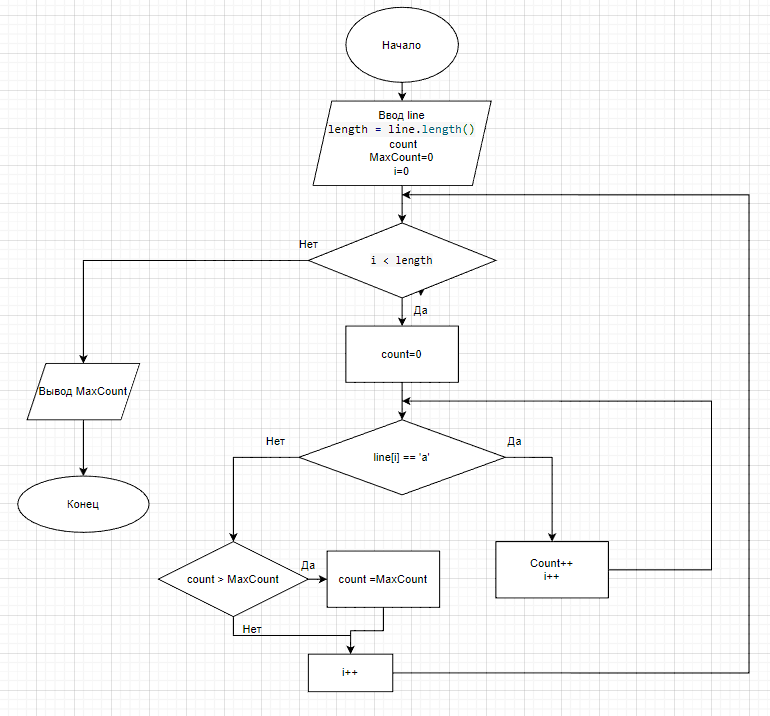 Начало
Ввод line
length = line.length()
count
MaxCount=0
i=0
Нет
i < length
Да
count=0
Вывод MaxCount
Нет
Да
line[i] == 'a'
Конец
Count++
i++
Да
count > MaxCount
count =MaxCount
Нет
i++